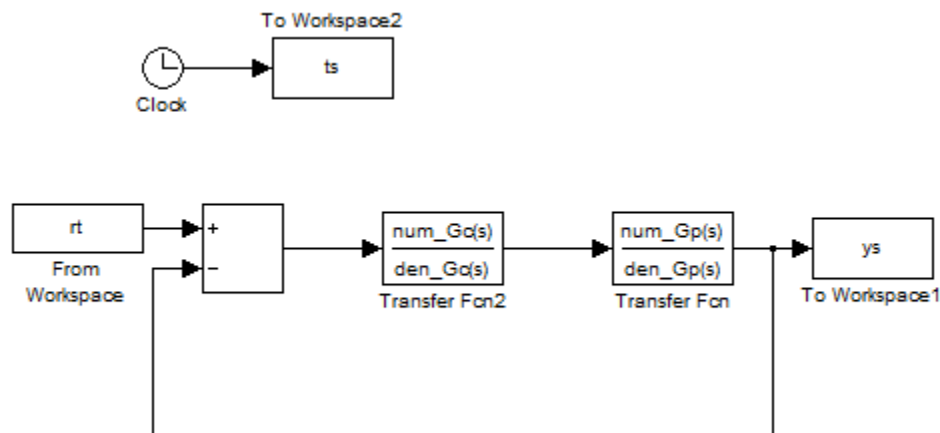 To Workspace2
ts
Clock
rt
+
−
From
Workspace
num_Gc(s)
den_Gc(s)
Transfer Fcn2
num_Gp(s)
den_Gp(s)
Transfer Fcn
ys
To Workspace1